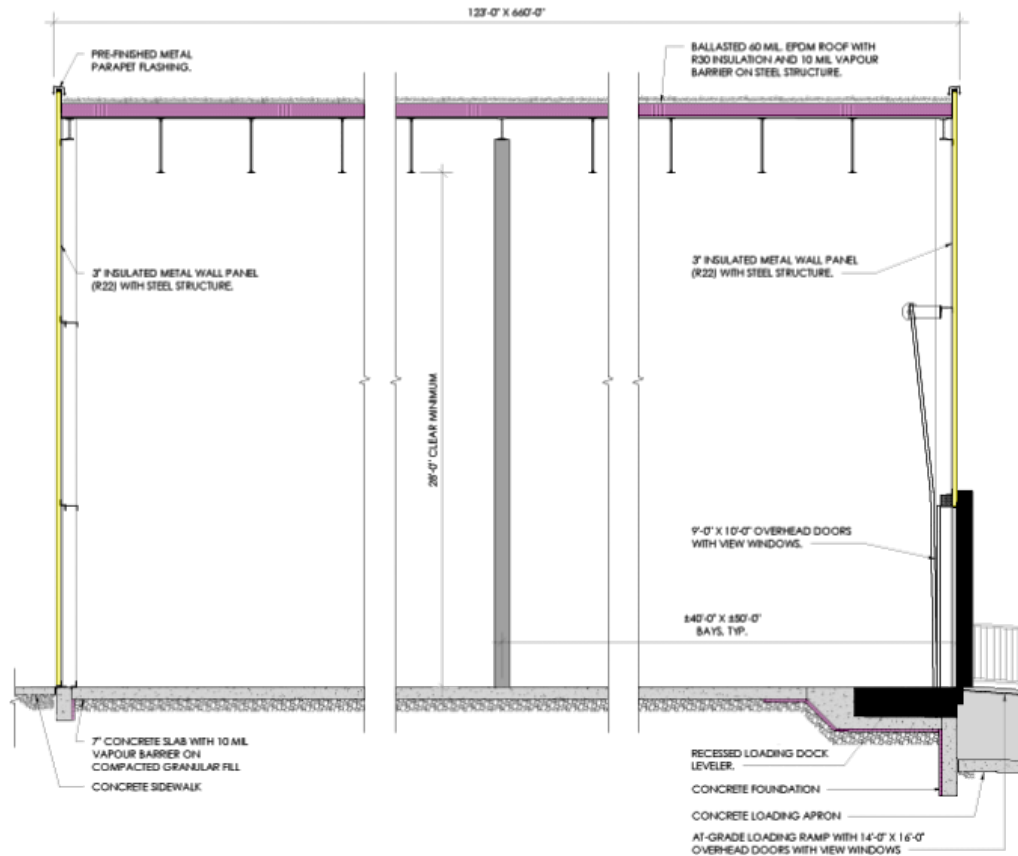 123'-0" X 660'-0"
PRE-FINISHED METAL
PARAPET FLASHING.
BALLASTED 60 MIL. EPDM ROOF WITH
R30 INSULATION AND 10 MIL VAPOUR
BARRIER ON STEEL STRUCTURE.
3" INSULATED METAL WALL PANEL
(R22) WITH STEEL STRUCTURE.
3" INSULATED METAL WALL PANEL
(R22) WITH STEEL STRUCTURE.
28'-0" CLEAR MINIMUM
9'-0" X 10'-0" OVERHEAD DOORS
WITH VIEW WINDOWS.
±40'-0" X ±50'-0"
BAYS, TYP.
7" CONCRETE SLAB WITH 10 MIL
VAPOUR BARRIER ON
COMPACTED GRANULAR FILL
CONCRETE SIDEWALK
RECESSED LOADING DOCK
LEVELER.
CONCRETE FOUNDATION
CONCRETE LOADING APRON
AT-GRADE LOADING RAMP WITH 14'-0" X 16'-0"
OVERHEAD DOORS WITH VIEW WINDOWS